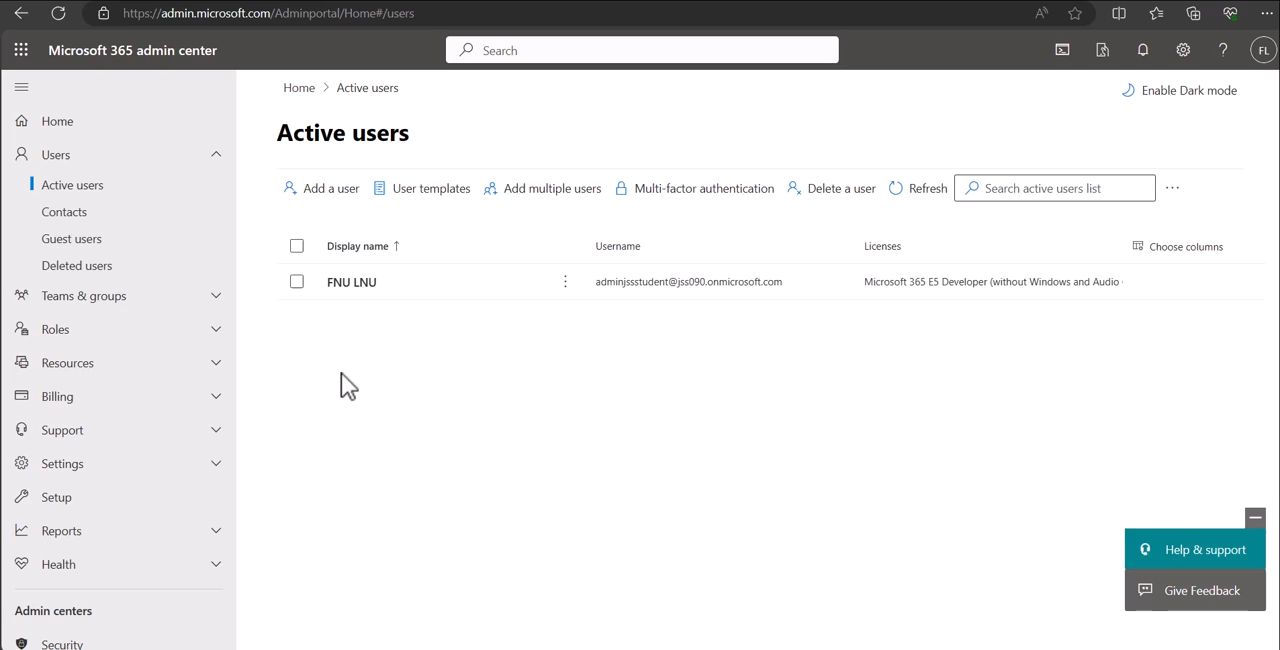 https://admin.microsoft.com/Adminportal/Home#/users
Microsoft 365 admin center
Search
FL
Home > Active users
Enable Dark mode
Active users
Add a user
User templates
Add multiple users
Multi-factor authentication
Delete a user
Refresh
Search active users list
Display name ↑
Username
Licenses
Choose columns
FNU LNU
adminjssstudent@jss090.onmicrosoft.com
Microsoft 365 E5 Developer (without Windows and Audio
Home
Users
Active users
Contacts
Guest users
Deleted users
Teams & groups
Roles
Resources
Billing
Support
Settings
Setup
Reports
Health
Admin centers
Security
Help & support
Give Feedback